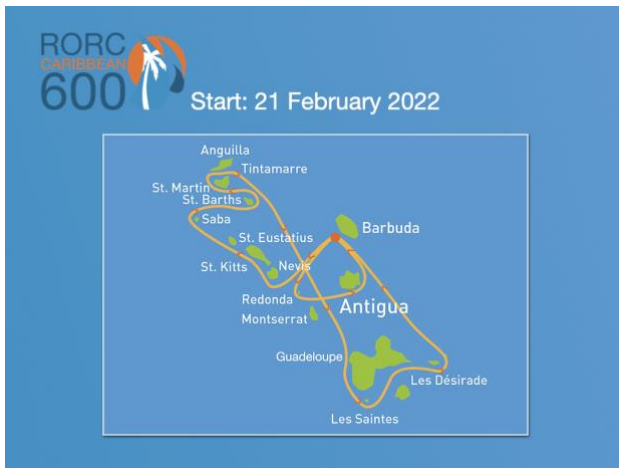 RORC
CARIBBEAN
600
Start: 21 February 2022
Anguilla
Tintamarre
St. Martin
St. Barths
Saba
St. Eustatius
Barbuda
St. Kitts
Nevis
Redonda
Antigua
Montserrat
Guadeloupe
Les Désirade
Les Saintes